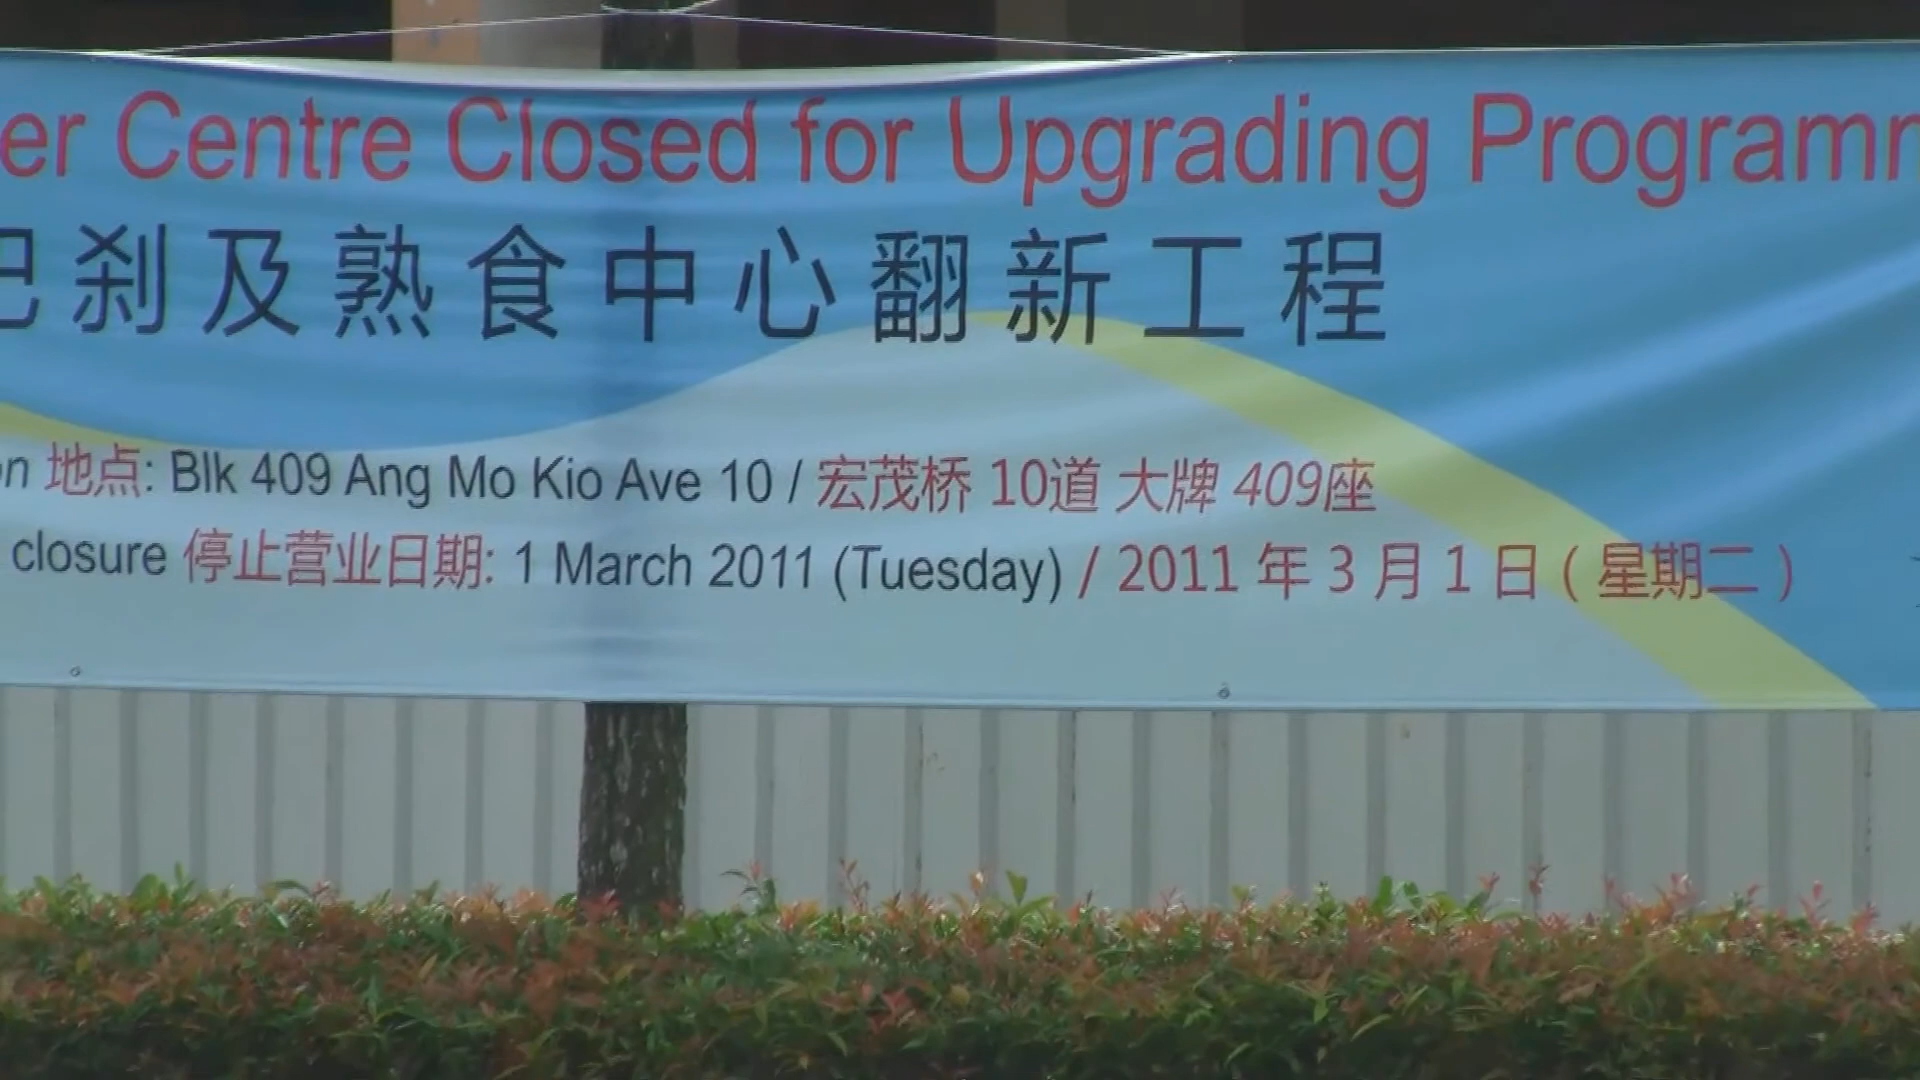 er Centre Closed for Upgrading Programm
巴刹及熟食中心翻新工程
on 地点: Blk 409 Ang Mo Kio Ave 10 / 宏茂桥 10道 大牌 409座
closure 停止营业日期: 1 March 2011 (Tuesday) / 2011 年 3 月 1 日 ( 星期二 )